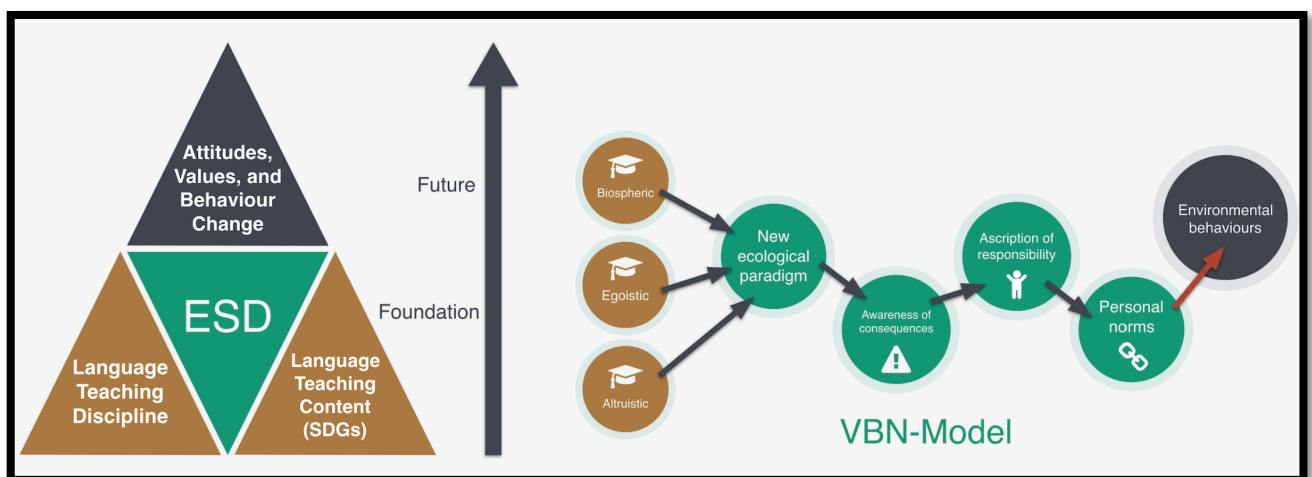 Attitudes,
Values, and
Behaviour
Change
ESD
Language
Teaching
Discipline
Language
Teaching
Content
(SDGs)
Future
Foundation
Biospheric
Egoistic
Altruistic
New
ecological
paradigm
Awareness of
consequences
Ascription of
responsibility
Personal
norms
Environmental
behaviours
VBN-Model